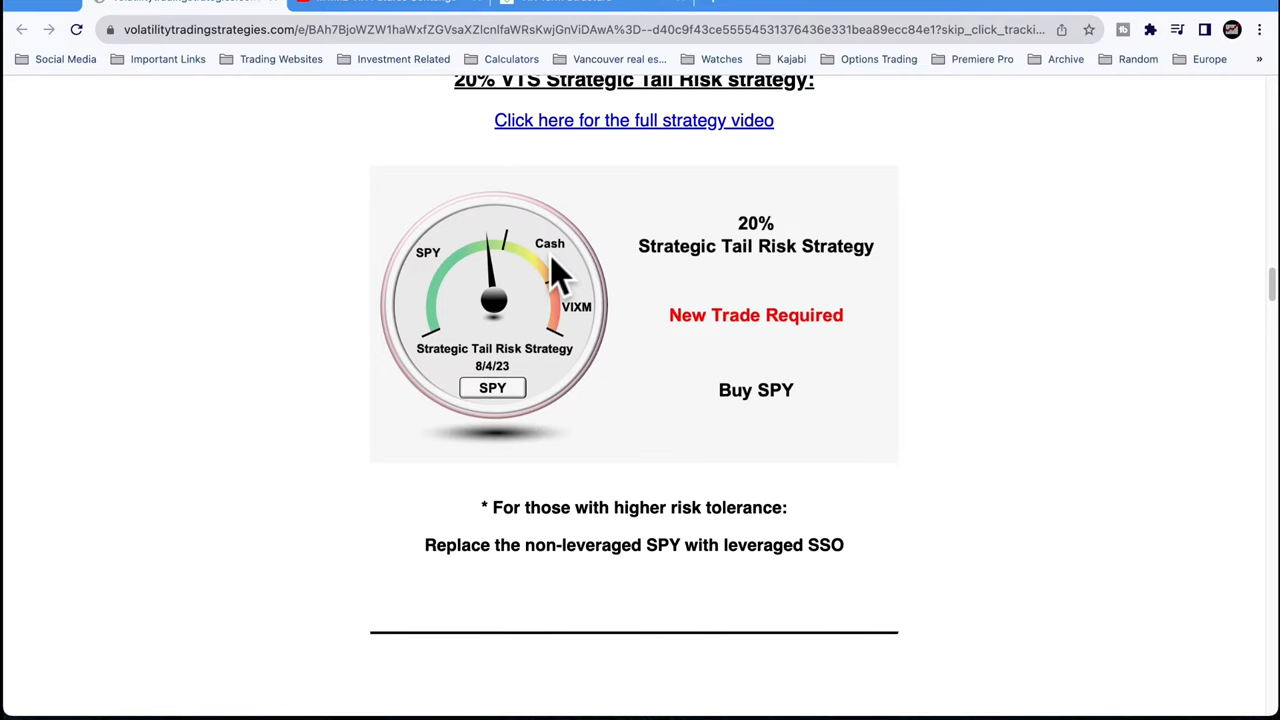 volatilitytradingstrategies.com/e/BAh7BjoWZW1haWxfZGVsaXZlcnlfaWRsKwjGnViDAwA%3D--d40c9f43ce55554531376436e331bea89ecc84e1?skip_click_tracki...
Social Media
Important Links
Trading Websites
Investment Related
Calculators
Vancouver real es...
Watches
Kajabi
Options Trading
Premiere Pro
Archive
Random
Europe
»
20% VTS Strategic Tail Risk strategy:
Click here for the full strategy video
SPY
Cash
VIXM
Strategic Tail Risk Strategy
8/4/23
SPY
20%
Strategic Tail Risk Strategy
New Trade Required
Buy SPY
* For those with higher risk tolerance:
Replace the non-leveraged SPY with leveraged SSO